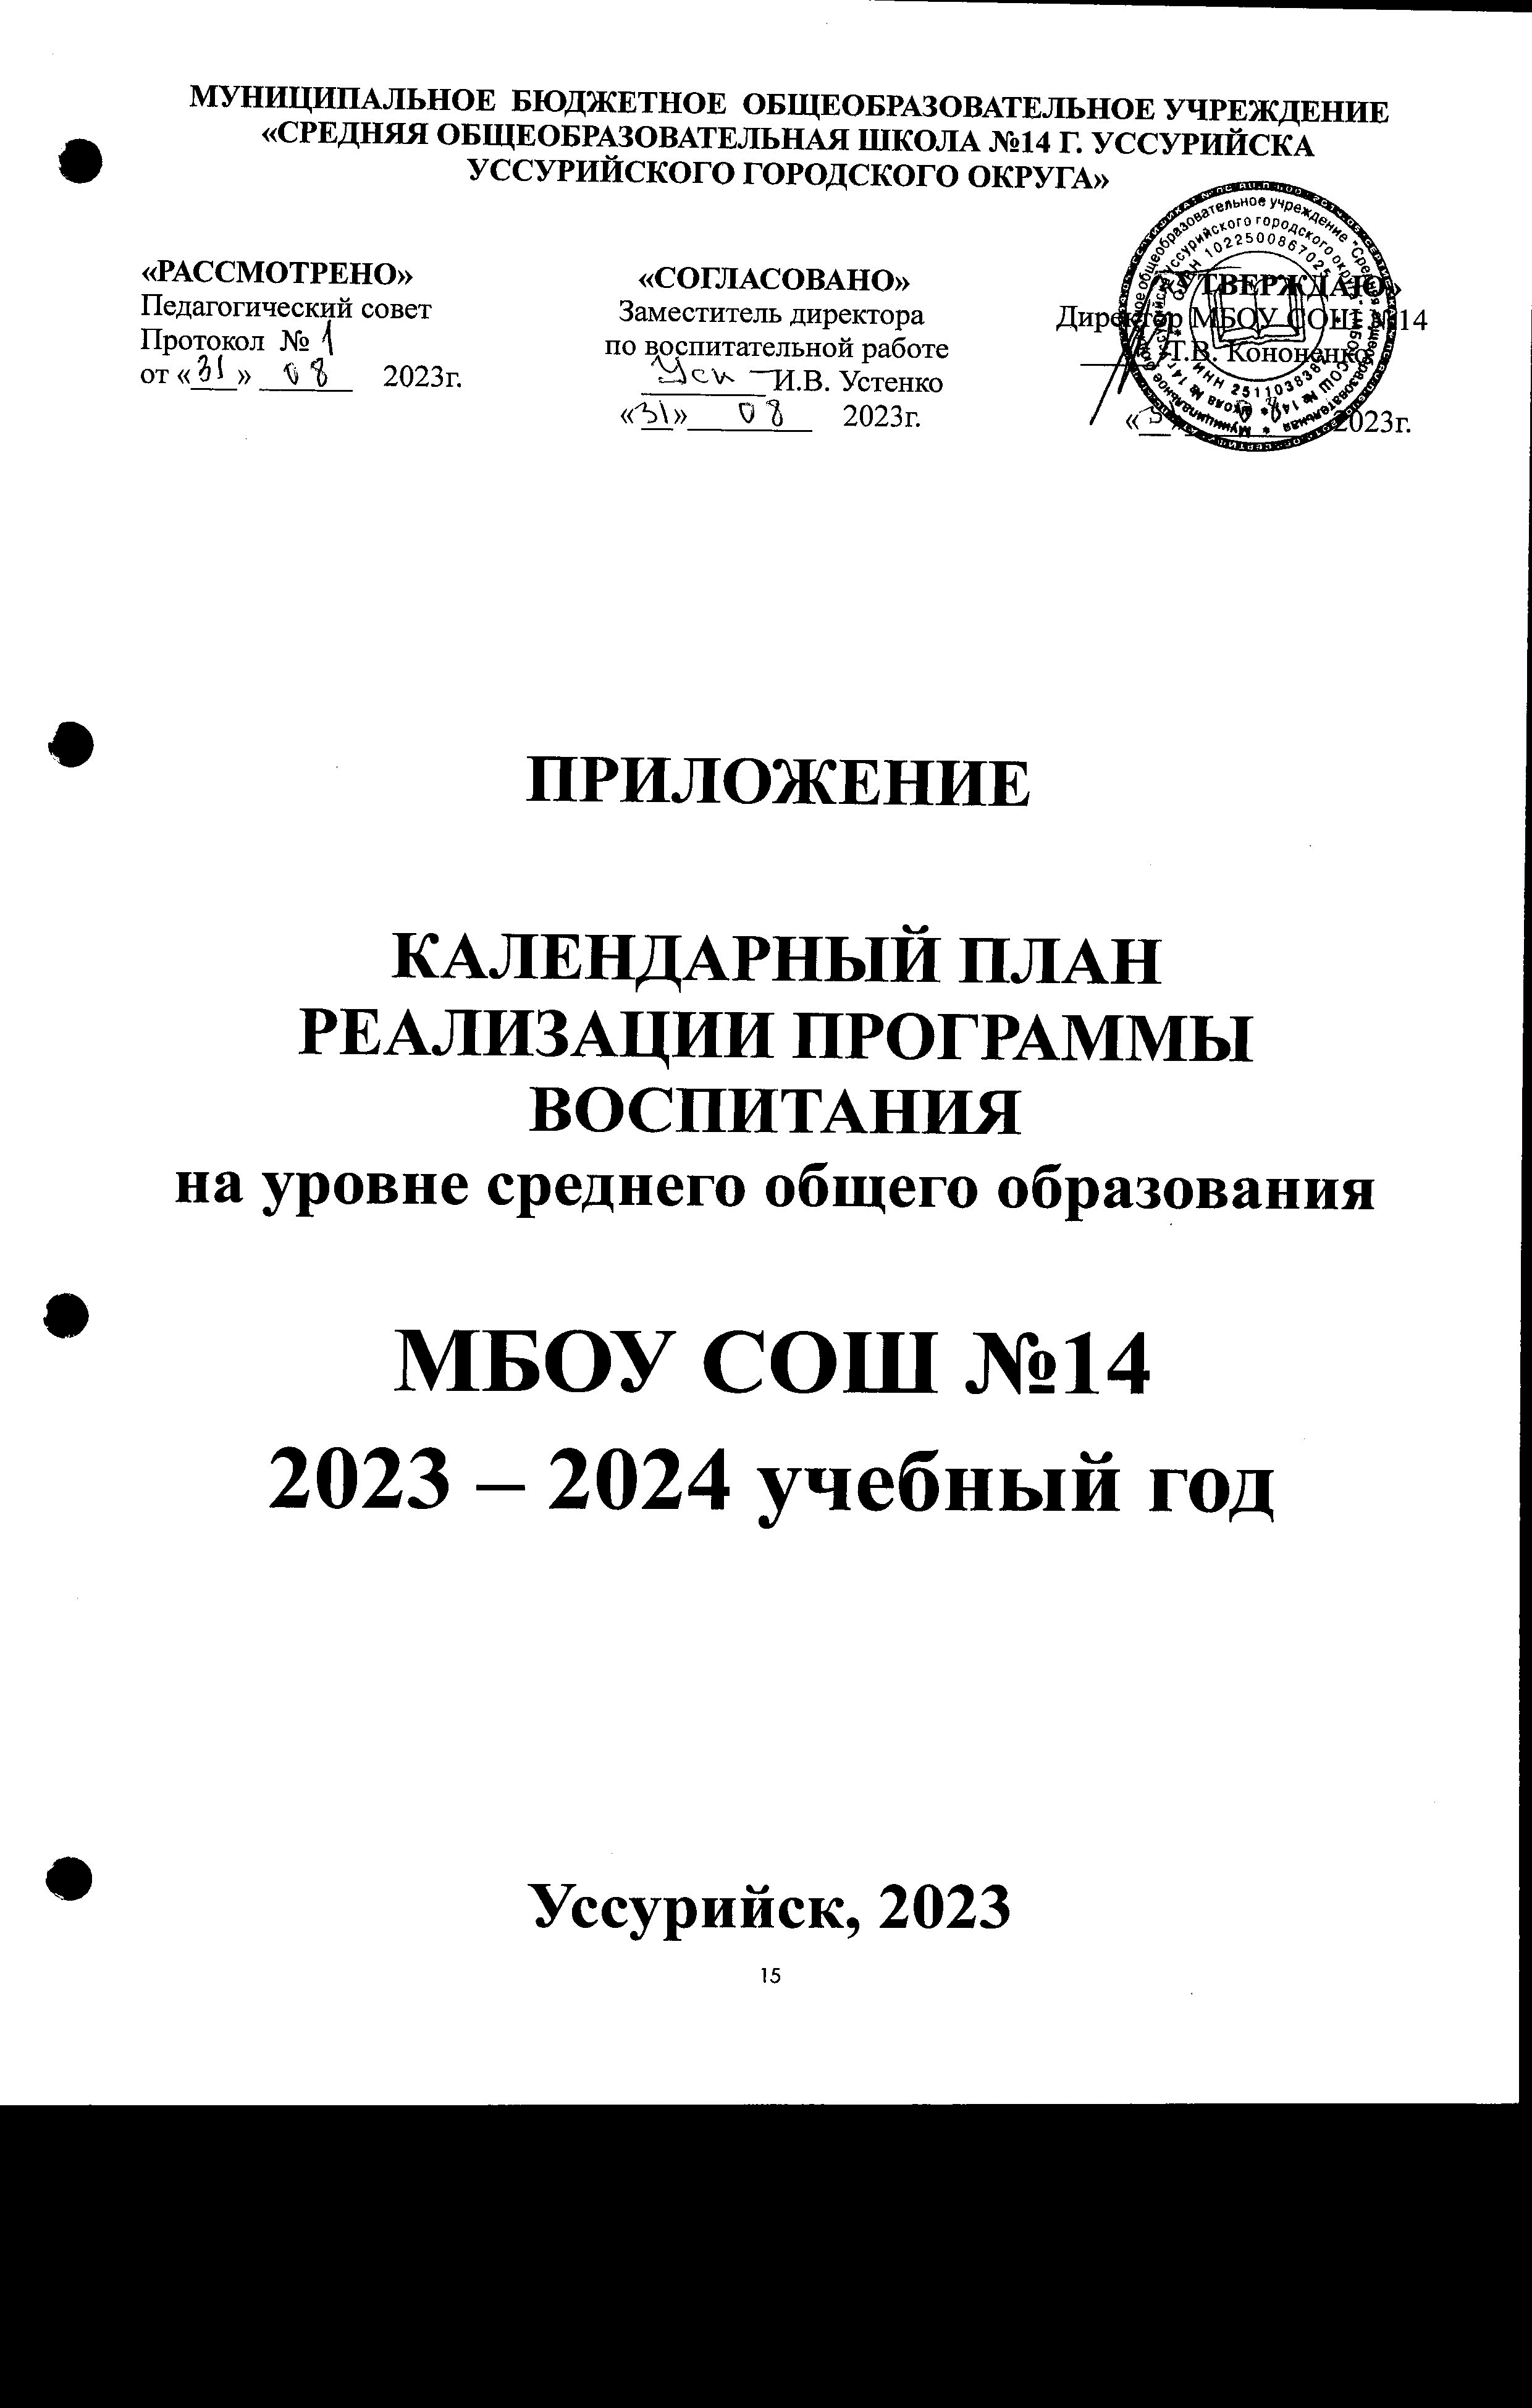 МУНИЦИПАЛЬНОЕ БЮДЖЕТНОЕ ОБЩЕОБРАЗОВАТЕЛЬНОЕ УЧРЕЖДЕНИЕ
«СРЕДНЯЯ ОБЩЕОБРАЗОВАТЕЛЬНАЯ ШКОЛА №14 Г. УССУРИЙСКА
УССУРИЙСКОГО ГОРОДСКОГО ОКРУГА»
«РАССМОТРЕНО»
Педагогический совет
Протокол № 1
от «31» 08 2023г.
«СОГЛАСОВАНО»
Заместитель директора
по воспитательной работе
И.В. Устенко
«31» 08 2023г.
«УТВЕРЖДАЮ»
Директор МБОУ СОШ №14
Т.В. Кононенко
2023г.
ОГРН 1022500867025
ПРИЛОЖЕНИЕ
КАЛЕНДАРНЫЙ ПЛАН
РЕАЛИЗАЦИИ ПРОГРАММЫ
ВОСПИТАНИЯ
на уровне среднего общего образования
МБОУ СОШ №14
2023 – 2024 учебный год
Уссурийск, 2023
15